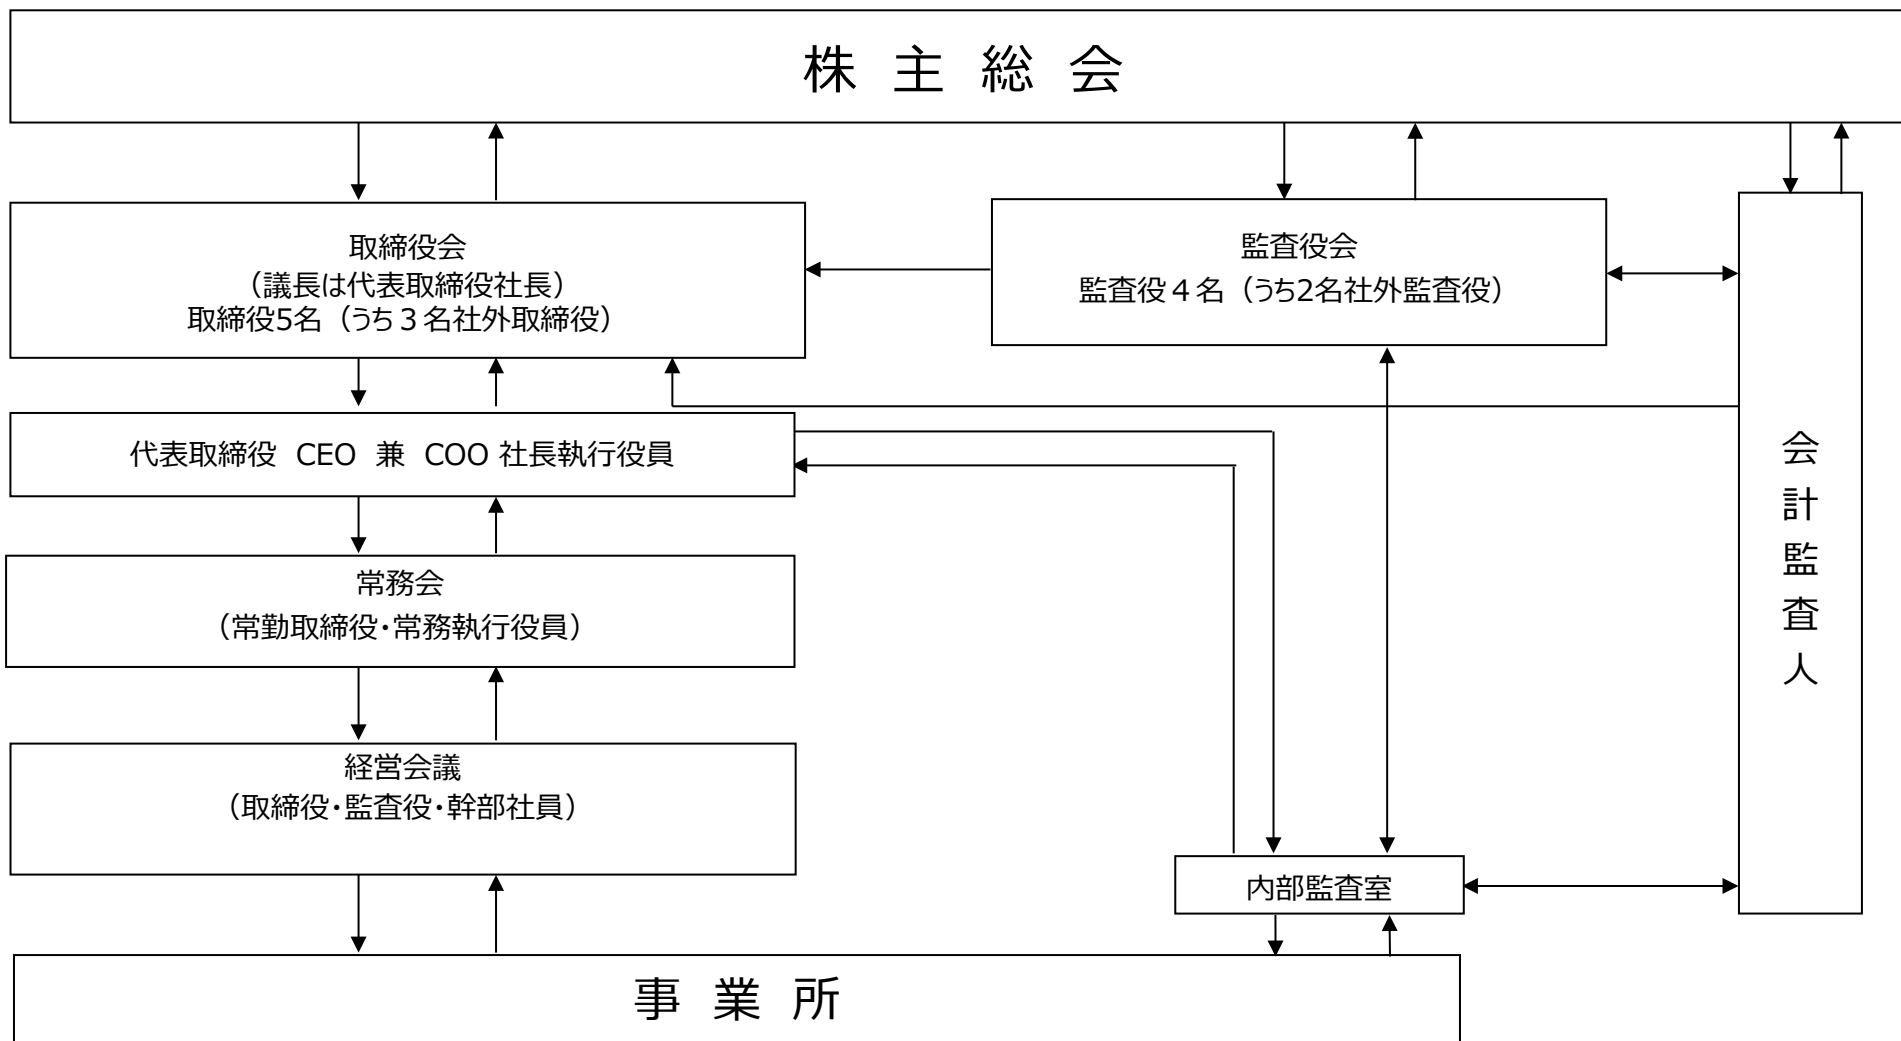 株 主 総 会
取締役会
（議長は代表取締役社長）
取締役5名（うち３名社外取締役）
監査役会
監査役４名（うち2名社外監査役）
会計監査人
代表取締役 CEO 兼 COO 社長執行役員
常務会
（常勤取締役・常務執行役員）
経営会議
（取締役・監査役・幹部社員）
内部監査室
事 業 所